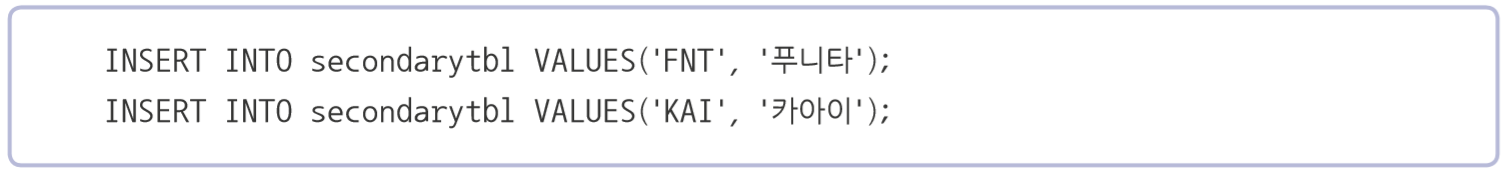 INSERT INTO secondarytbl VALUES('FNT', '푸니타');
INSERT INTO secondarytbl VALUES('KAI', '카아이');